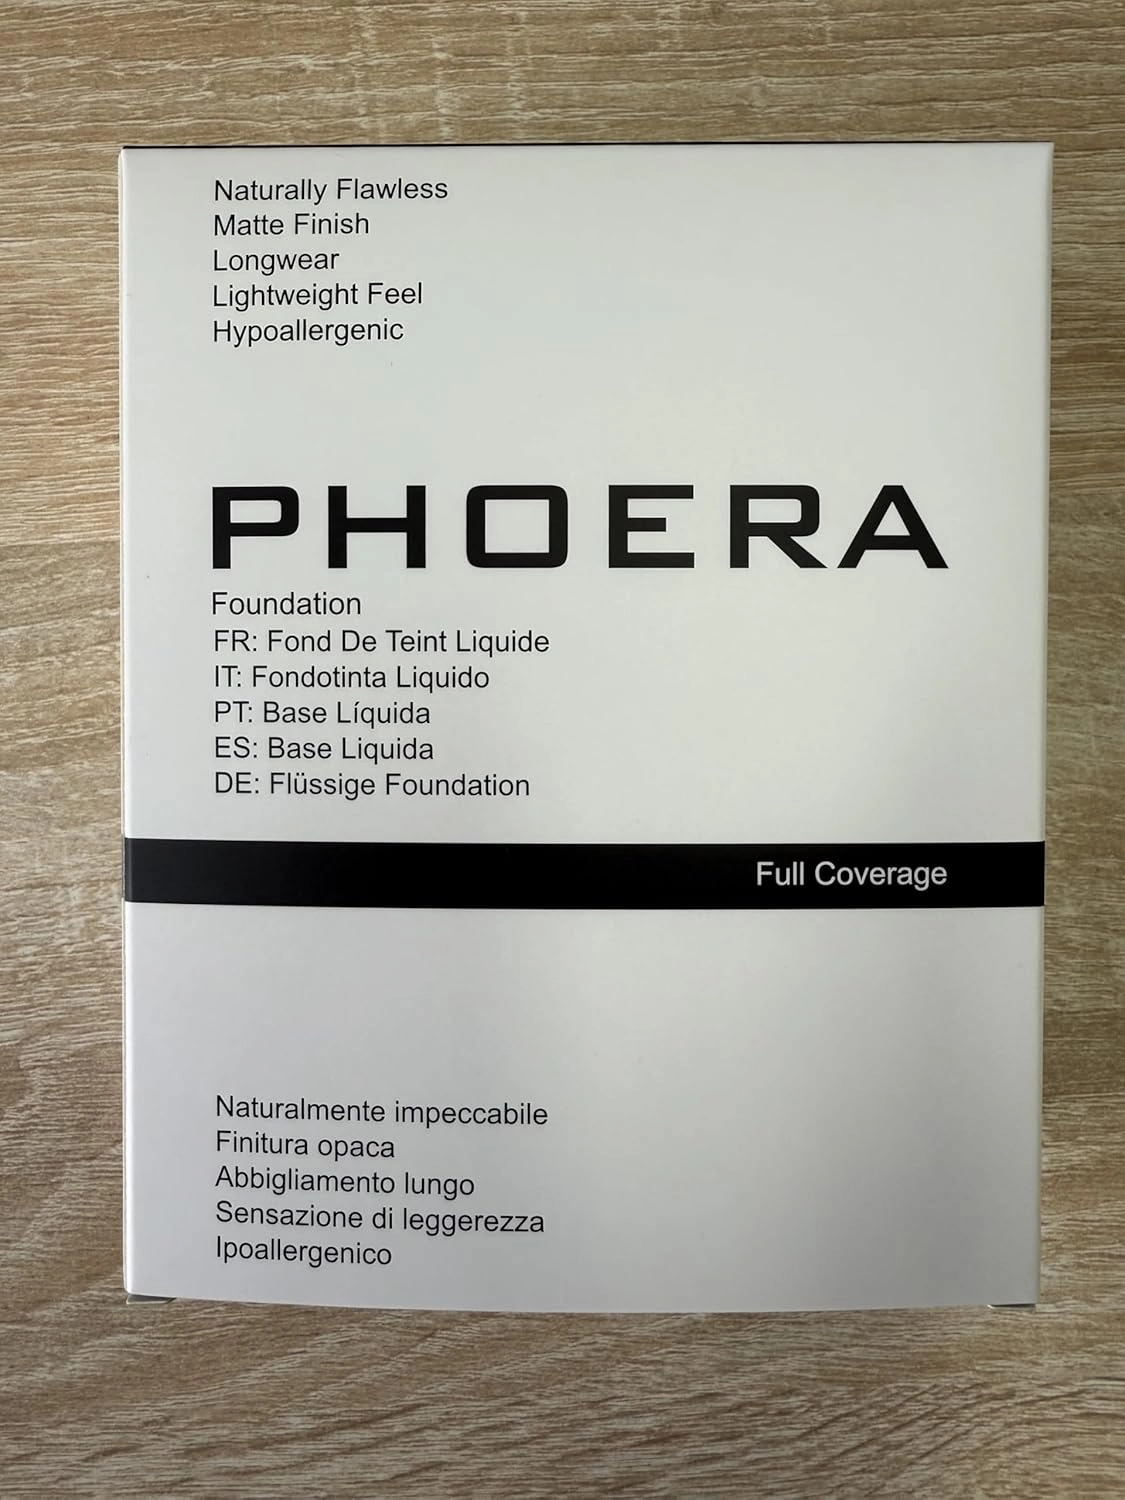 Naturally Flawless
Matte Finish
Longwear
Lightweight Feel
Hypoallergenic
PHOERA
Foundation
FR: Fond De Teint Liquide
IT: Fondotinta Liquido
PT: Base Líquida
ES: Base Liquida
DE: Flüssige Foundation
Full Coverage
Naturalmente impeccabile
Finitura opaca
Abbigliamento lungo
Sensazione di leggerezza
Ipoallergenico